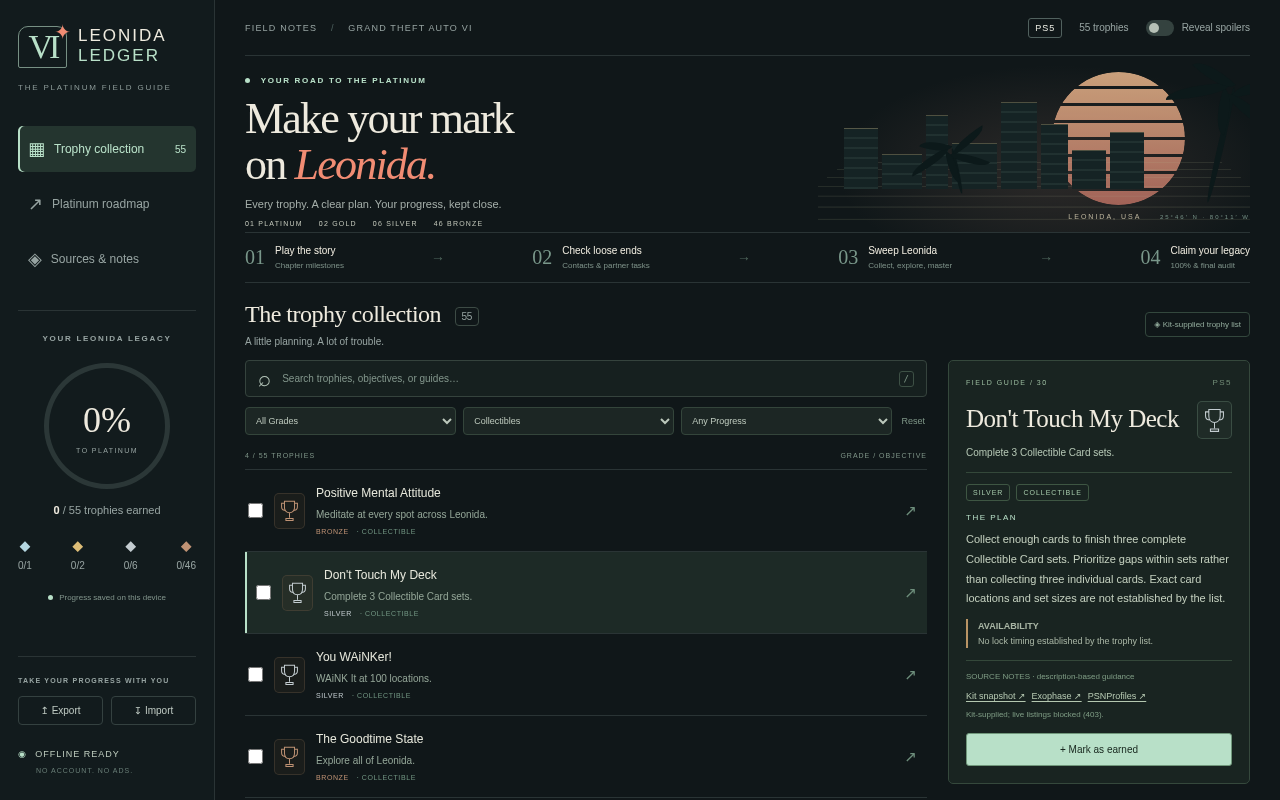 VI
LEONIDA
LEDGER
THE PLATINUM FIELD GUIDE
Trophy collection 55
Platinum roadmap
Sources & notes
YOUR LEONIDA LEGACY
0%
TO PLATINUM
0 / 55 trophies earned
0/1 0/2 0/6 0/46
Progress saved on this device
TAKE YOUR PROGRESS WITH YOU
↥ Export ↧ Import
OFFLINE READY
NO ACCOUNT. NO ADS.
FIELD NOTES / GRAND THEFT AUTO VI
PS5 55 trophies Reveal spoilers
YOUR ROAD TO THE PLATINUM
Make your mark
on Leonida.
Every trophy. A clear plan. Your progress, kept close.
01 PLATINUM 02 GOLD 06 SILVER 46 BRONZE
LEONIDA, USA 25°46' N 80°11' W
01 Play the story
Chapter milestones
→
02 Check loose ends
Contacts & partner tasks
→
03 Sweep Leonida
Collect, explore, master
→
04 Claim your legacy
100% & final audit
The trophy collection 55
A little planning. A lot of trouble.
◈ Kit-supplied trophy list
Search trophies, objectives, or guides… /
All Grades Collectibles Any Progress Reset
4 / 55 TROPHIES GRADE / OBJECTIVE
Positive Mental Attitude
Meditate at every spot across Leonida.
BRONZE · COLLECTIBLE
↗
Don't Touch My Deck
Complete 3 Collectible Card sets.
SILVER · COLLECTIBLE
↗
You WAiNKer!
WAiNK It at 100 locations.
SILVER · COLLECTIBLE
↗
The Goodtime State
Explore all of Leonida.
BRONZE · COLLECTIBLE
↗
FIELD GUIDE / 30 PS5
Don't Touch My Deck
Complete 3 Collectible Card sets.
SILVER COLLECTIBLE
THE PLAN
Collect enough cards to finish three complete
Collectible Card sets. Prioritize gaps within sets rather
than collecting three individual cards. Exact card
locations and set sizes are not established by the list.
AVAILABILITY
No lock timing established by the trophy list.
SOURCE NOTES · description-based guidance
Kit snapshot ↗ Exophase ↗ PSNProfiles ↗
Kit-supplied; live listings blocked (403).
+ Mark as earned